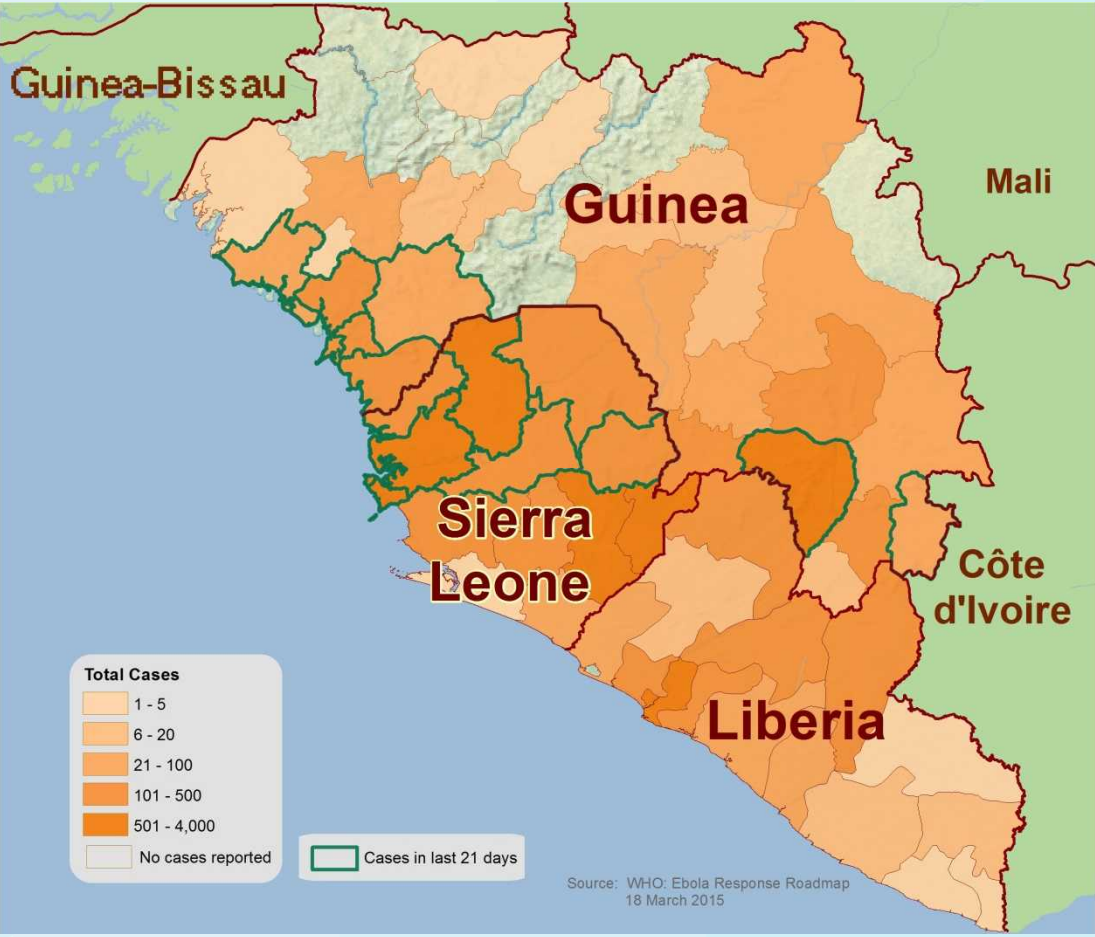 Guinea-Bissau
Mali
Guinea
Sierra
Leone
Côte
d'Ivoire
Liberia
Total Cases
1 - 5
6 - 20
21 - 100
101 - 500
501 - 4,000
No cases reported
Cases in last 21 days
Source: WHO: Ebola Response Roadmap
18 March 2015